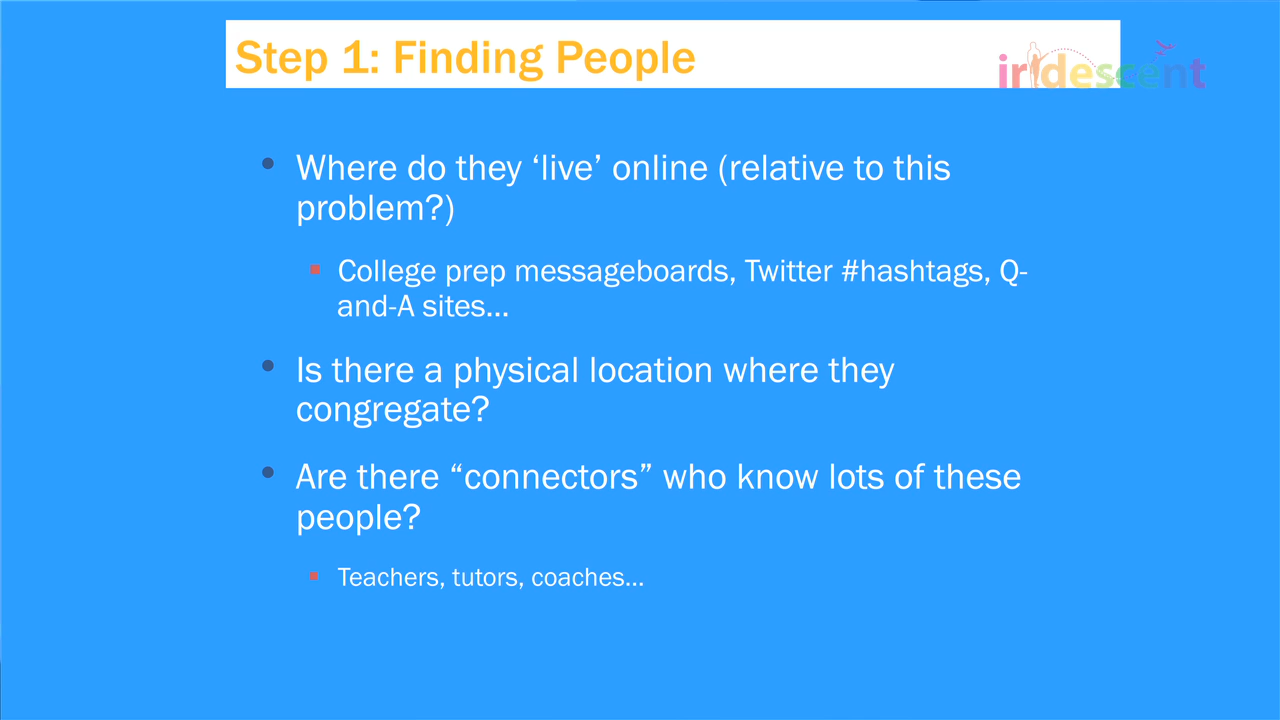 Step 1: Finding People
iridescent
• Where do they ‘live’ online (relative to this
problem?)
▪ College prep messageboards, Twitter #hashtags, Q-
and-A sites…
• Is there a physical location where they
congregate?
• Are there “connectors” who know lots of these
people?
▪ Teachers, tutors, coaches…